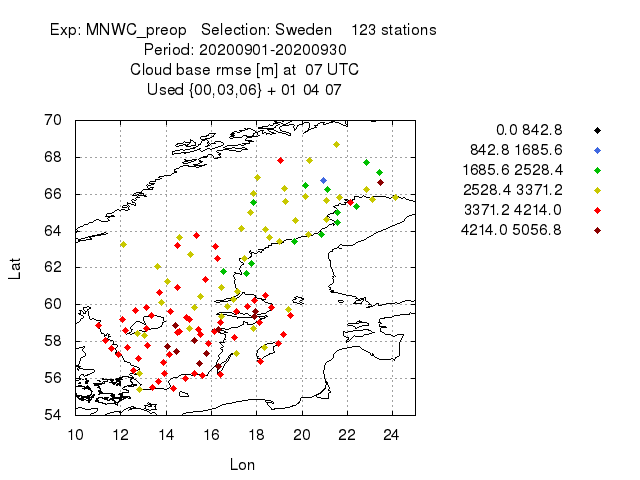 Exp: MNWC_preop   Selection: Sweden    123 stations
Period: 20200901-20200930
Cloud base rmse [m] at  07 UTC
Used {00,03,06} + 01 04 07
70
68
66
64
62
60
58
56
54
10 12 14 16 18 20 22 24
Lat
Lon
0.0 842.8
842.8 1685.6
1685.6 2528.4
2528.4 3371.2
3371.2 4214.0
4214.0 5056.8